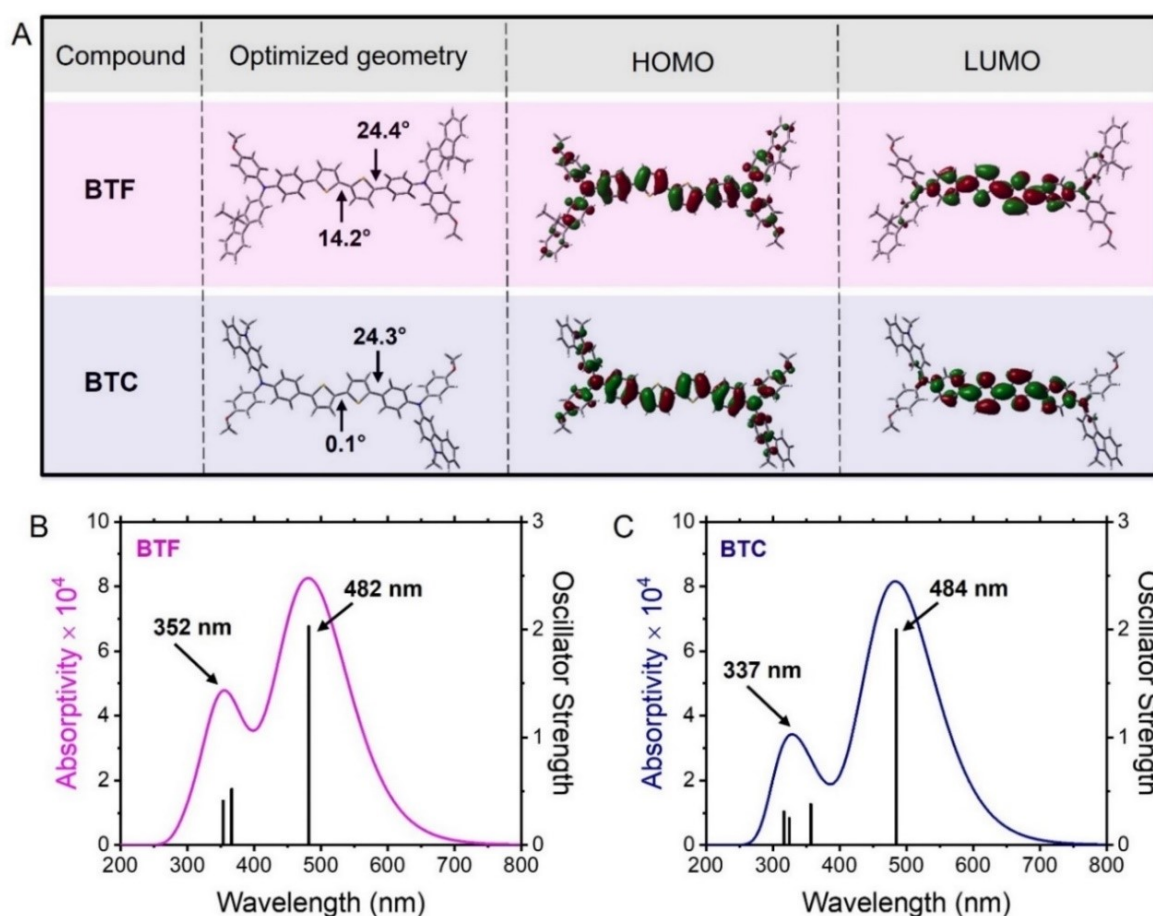 A
Compound Optimized geometry HOMO LUMO
BTF
24.4°
14.2°
BTC
24.3°
0.1°
B
BTF
352 nm
482 nm
Absorptivity × 10⁴
10
8
6
4
2
0
Oscillator Strength
3
2
1
0
200 300 400 500 600 700 800
Wavelength (nm)
C
BTC
337 nm
484 nm
Absorptivity × 10⁴
10
8
6
4
2
0
Oscillator Strength
3
2
1
0
200 300 400 500 600 700 800
Wavelength (nm)